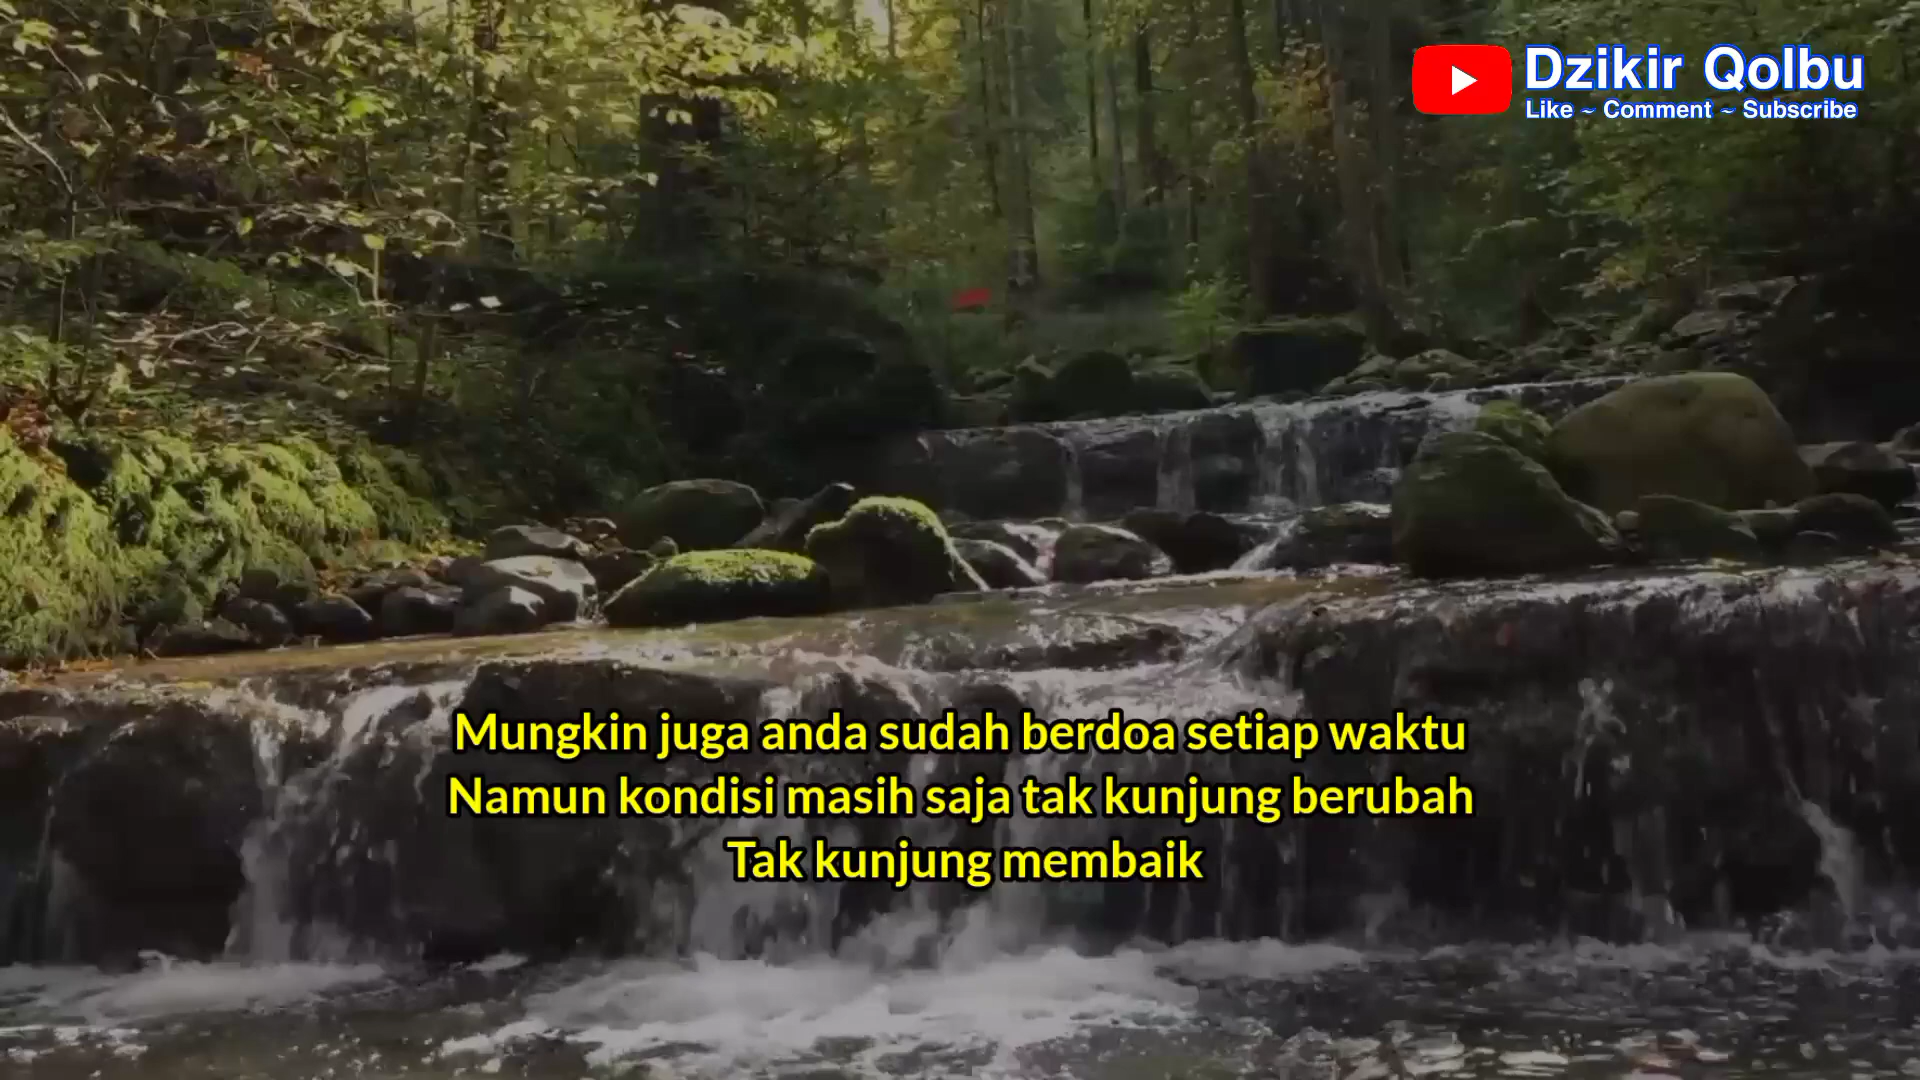 Dzikir Qolbu
Like ~ Comment ~ Subscribe
Mungkin juga anda sudah berdoa setiap waktu
Namun kondisi masih saja tak kunjung berubah
Tak kunjung membaik